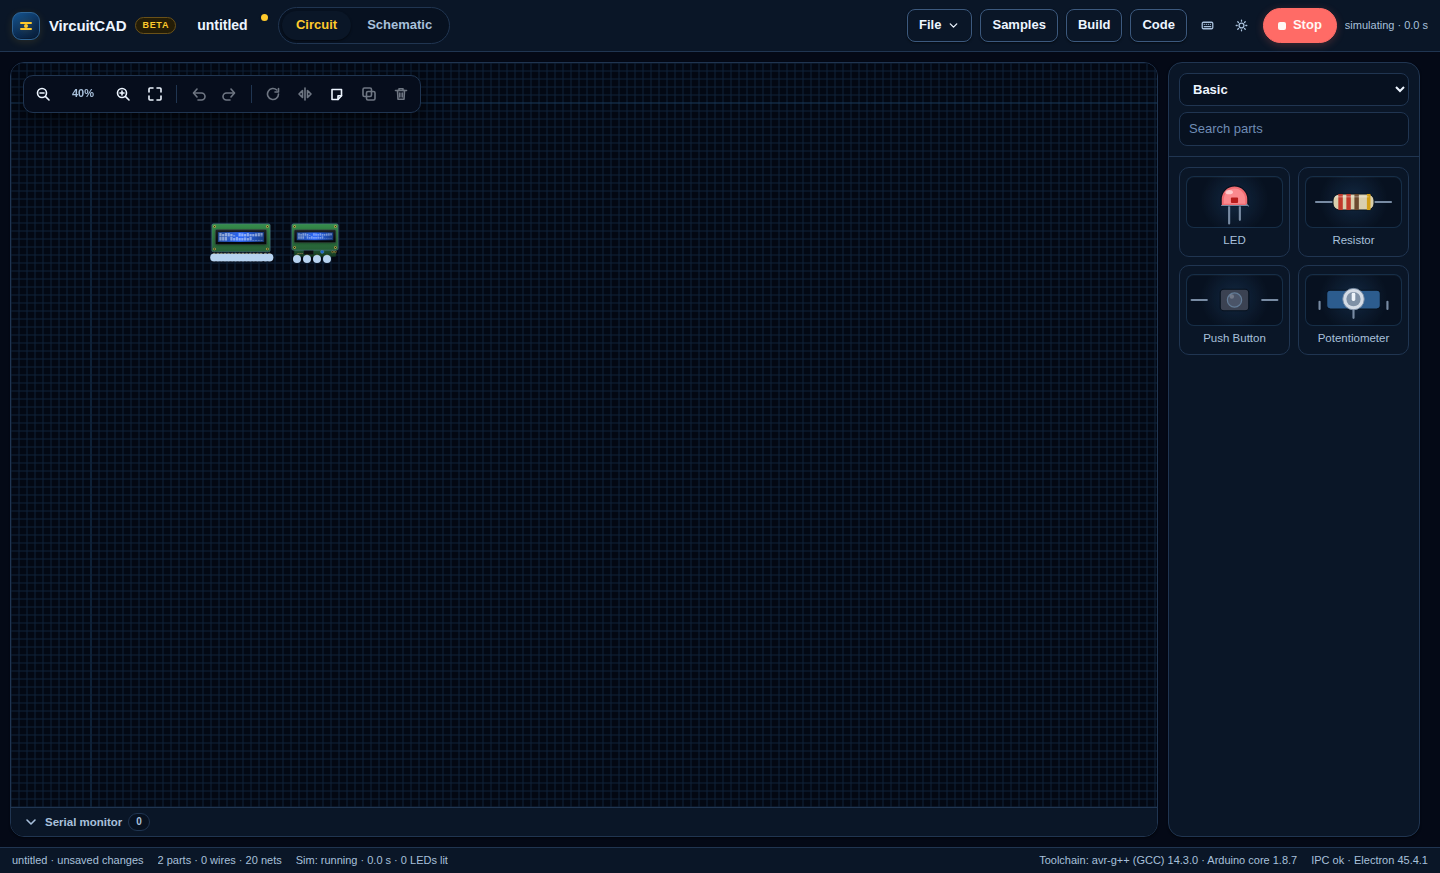 VircuitCAD BETA untitled Circuit Schematic File Samples Build Code Stop simulating · 0.0 s
40%
Basic
Search parts
LED Resistor
Push Button Potentiometer
Serial monitor 0
untitled · unsaved changes 2 parts · 0 wires · 20 nets Sim: running · 0.0 s · 0 LEDs lit Toolchain: avr-g++ (GCC) 14.3.0 · Arduino core 1.8.7 IPC ok · Electron 45.4.1